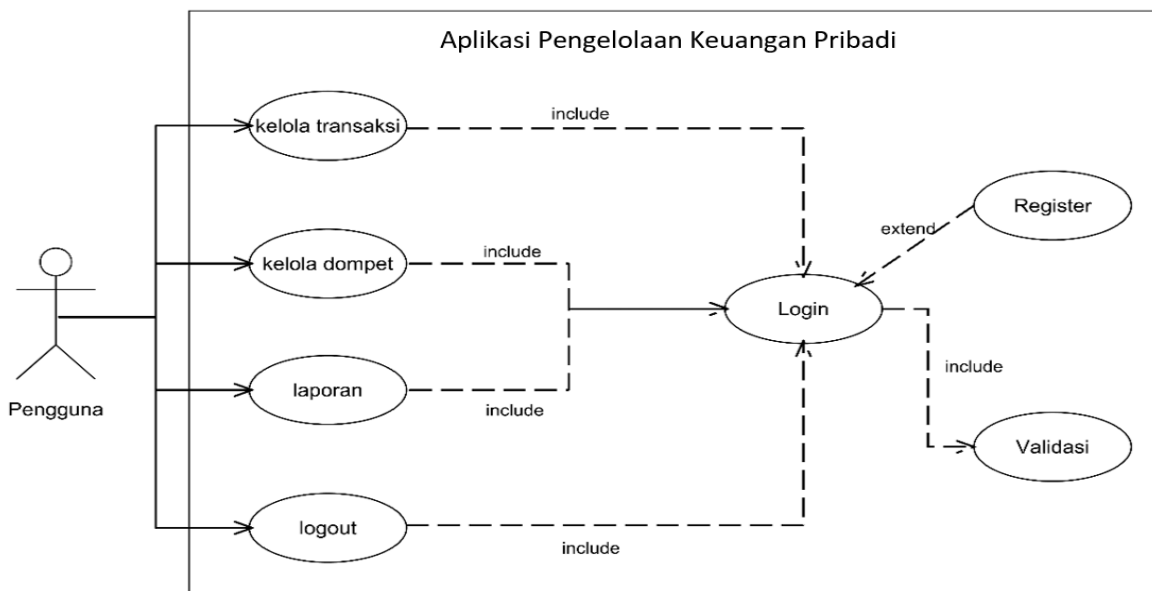 Aplikasi Pengelolaan Keuangan Pribadi
kelola transaksi
include
Register
extend
kelola dompet
include
Login
include
laporan
include
Pengguna
Validasi
logout
include